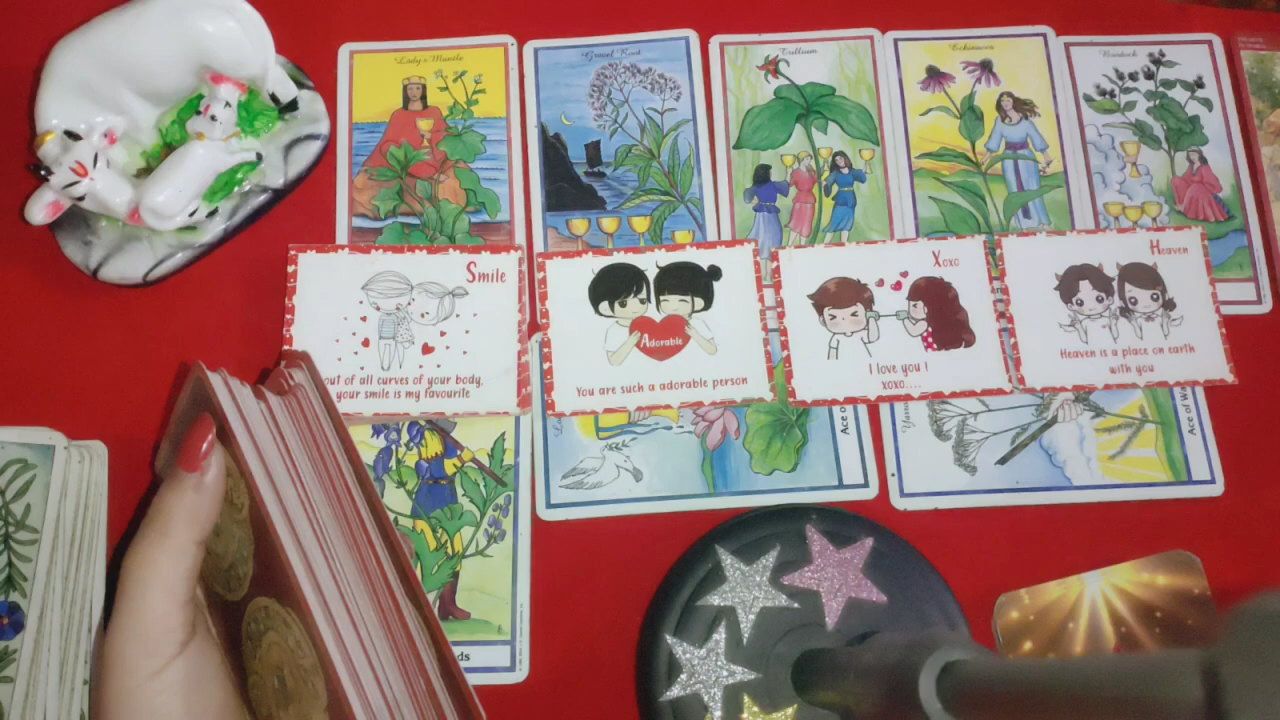 Lady's Mantle
Gravel Root
Trillium
Echinacea
Burdock
Smile
out of all curves of your body,
your smile is my favourite
Adorable
You are such a adorable person
Xoxo
I love you !
xoxo....
Heaven
Heaven is a place on earth
with you
Ace of
Ace of Wa
ds